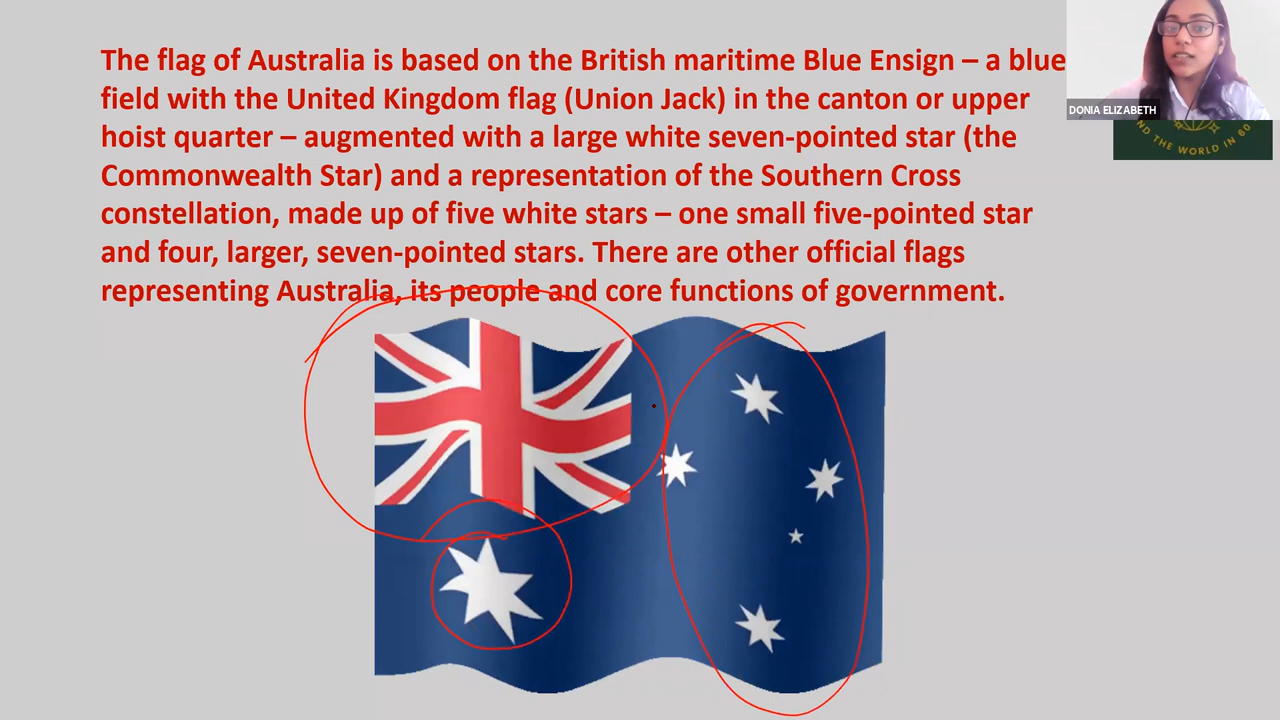 The flag of Australia is based on the British maritime Blue Ensign – a blue
field with the United Kingdom flag (Union Jack) in the canton or upper
hoist quarter – augmented with a large white seven-pointed star (the
Commonwealth Star) and a representation of the Southern Cross
constellation, made up of five white stars – one small five-pointed star
and four, larger, seven-pointed stars. There are other official flags
representing Australia, its people and core functions of government.
DONIA ELIZABETH
THE WORLD IN 60